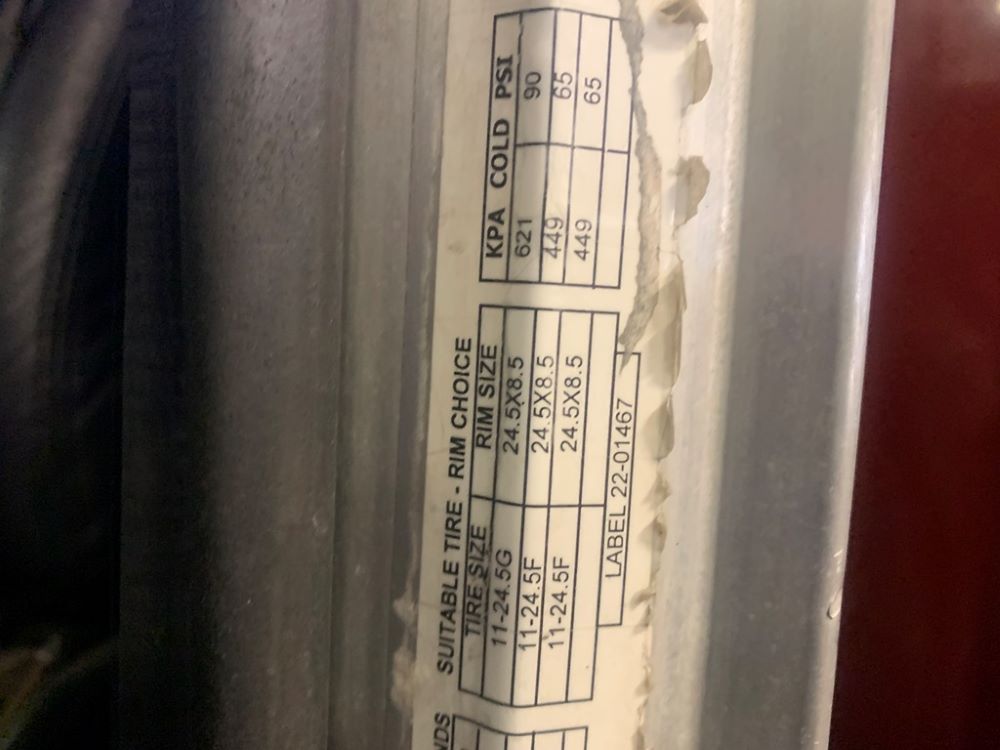 NDS
SUITABLE TIRE - RIM CHOICE
TIRE SIZE RIM SIZE KPA COLD PSI
11-24.5G 24.5X8.5 621 90
11-24.5F 24.5X8.5 449 65
11-24.5F 24.5X8.5 449 65
LABEL 22-01467